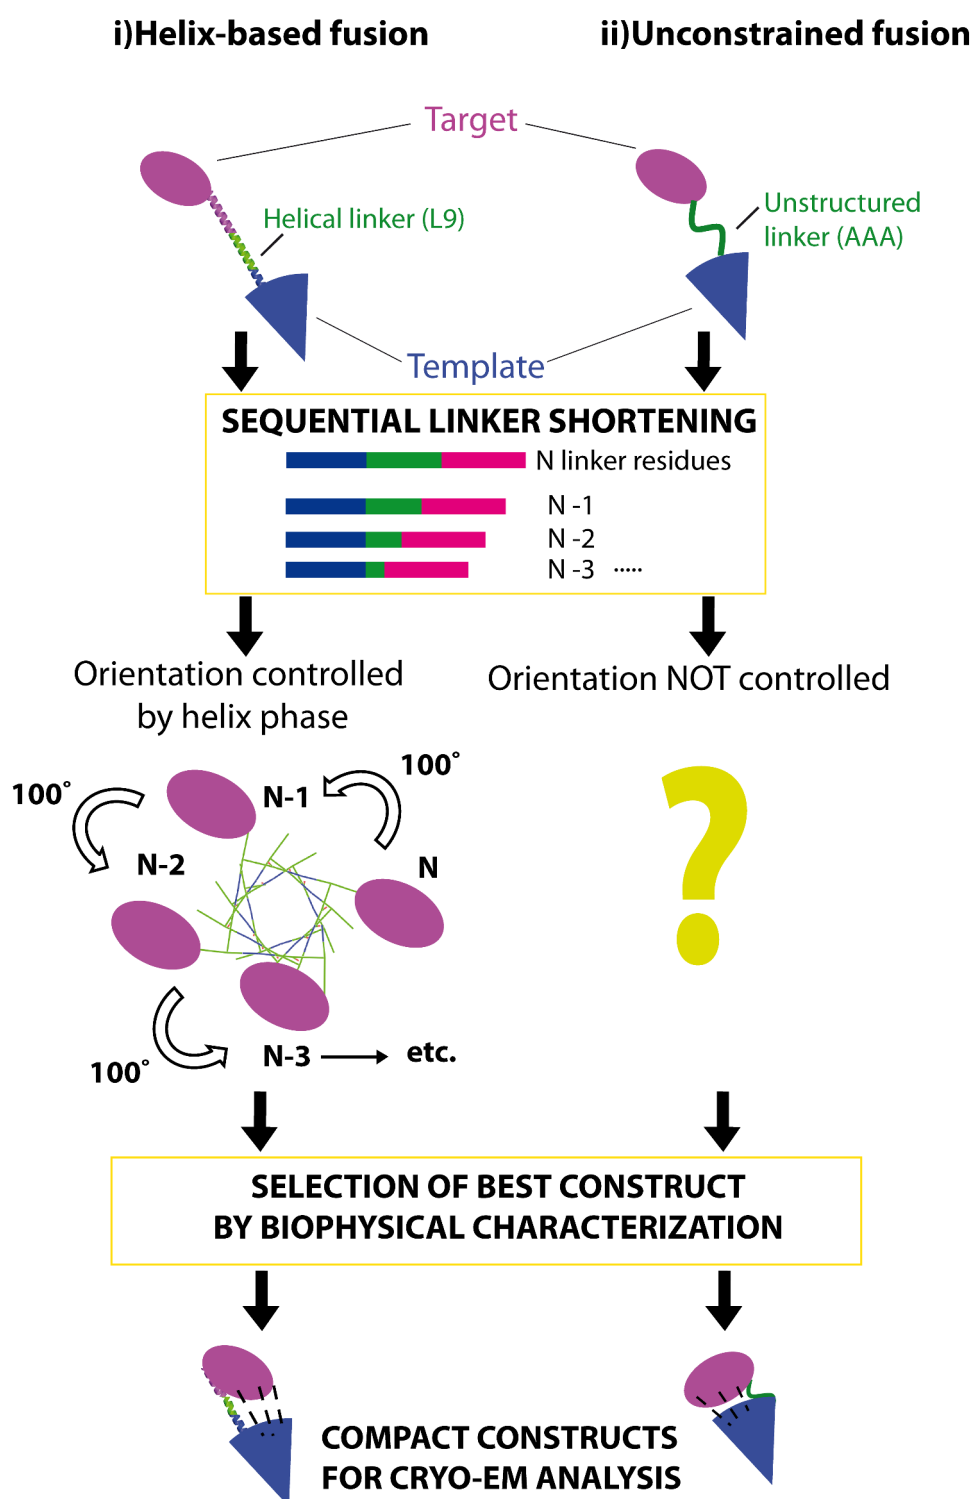 i)Helix-based fusion
ii)Unconstrained fusion
Target
Helical linker (L9)
Unstructured
linker (AAA)
Template
SEQUENTIAL LINKER SHORTENING
N linker residues
N -1
N -2
N -3 .....
Orientation controlled
by helix phase
Orientation NOT controlled
100°
N-1
100°
N-2
N
?
100°
N-3
etc.
SELECTION OF BEST CONSTRUCT
BY BIOPHYSICAL CHARACTERIZATION
COMPACT CONSTRUCTS
FOR CRYO-EM ANALYSIS